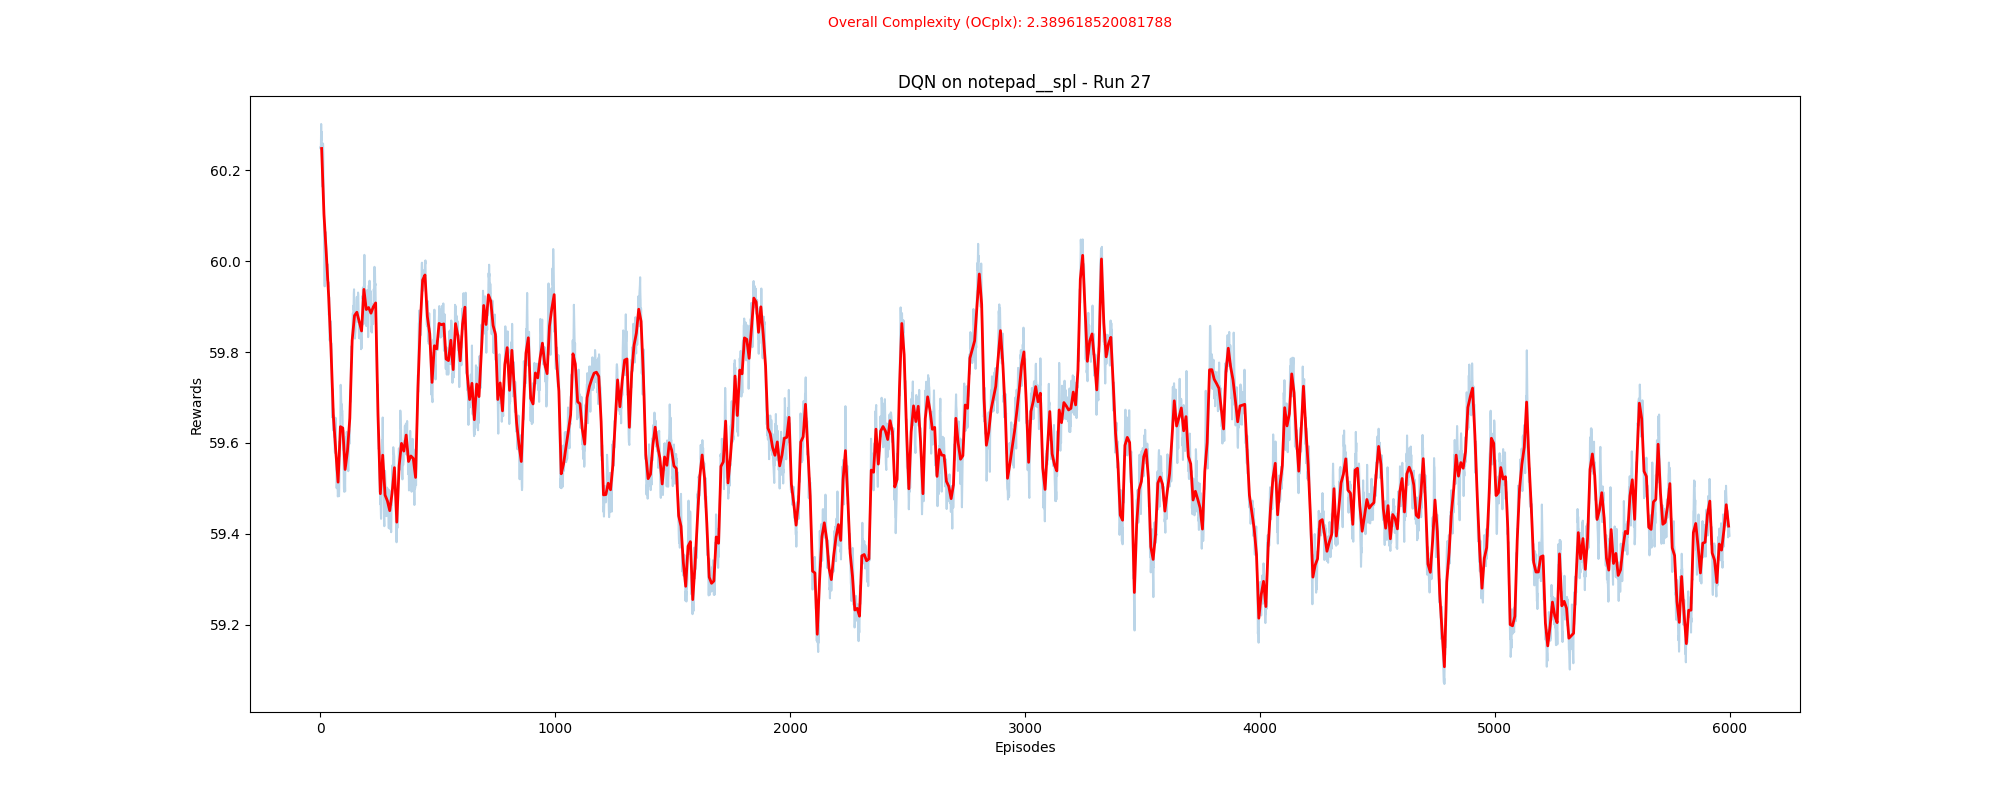 Overall Complexity (OCplx): 2.389618520081788
DQN on notepad__spl - Run 27
60.2
60.0
59.8
59.6
59.4
59.2
Rewards
0 1000 2000 3000 4000 5000 6000
Episodes